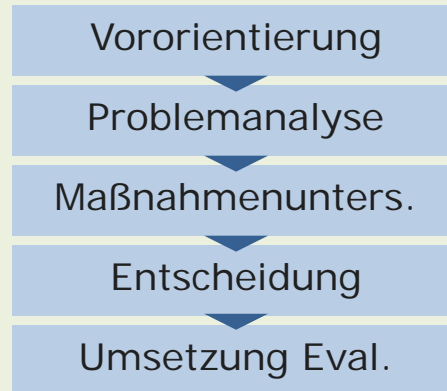 Vororientierung
Problemanalyse
Maßnahmenunters.
Entscheidung
Umsetzung Eval.